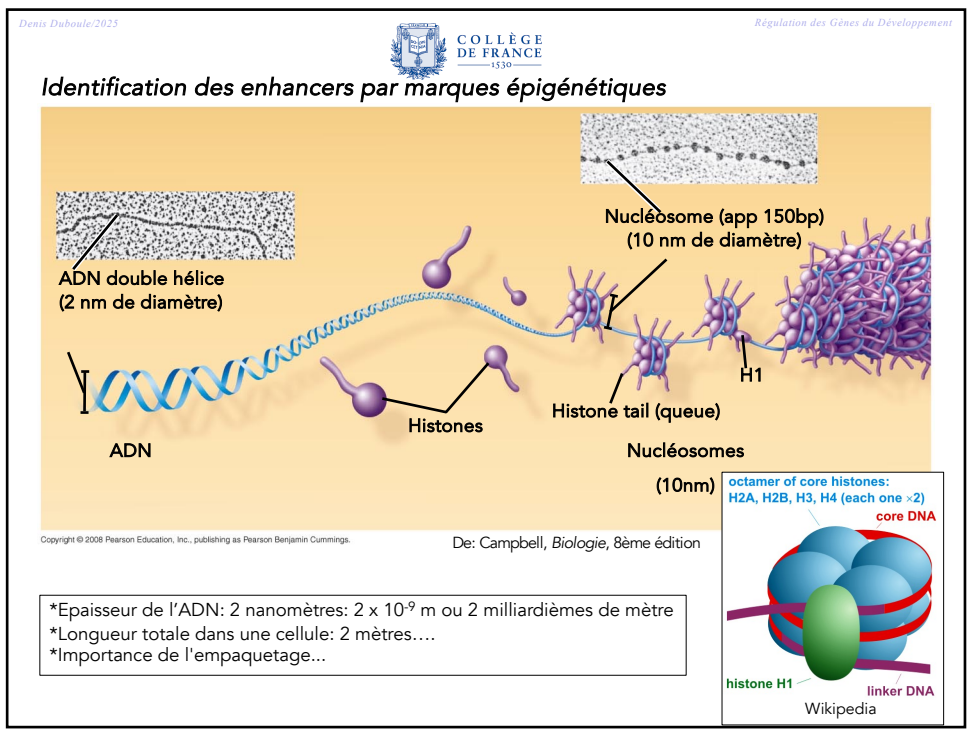 Denis Duboule/2025
Régulation des Gènes du Développement
COLLÈGE
DE FRANCE
1530
Identification des enhancers par marques épigénétiques
Nucléosome (app 150bp)
(10 nm de diamètre)
ADN double hélice
(2 nm de diamètre)
H1
Histone tail (queue)
Histones
ADN
Nucléosomes
(10nm)
octamer of core histones:
H2A, H2B, H3, H4 (each one ×2)
core DNA
Copyright © 2008 Pearson Education, Inc., publishing as Pearson Benjamin Cummings.
De: Campbell, Biologie, 8ème édition
*Epaisseur de l'ADN: 2 nanomètres: 2 x 10⁻⁹ m ou 2 milliardièmes de mètre
*Longueur totale dans une cellule: 2 mètres….
*Importance de l'empaquetage...
histone H1
linker DNA
Wikipedia